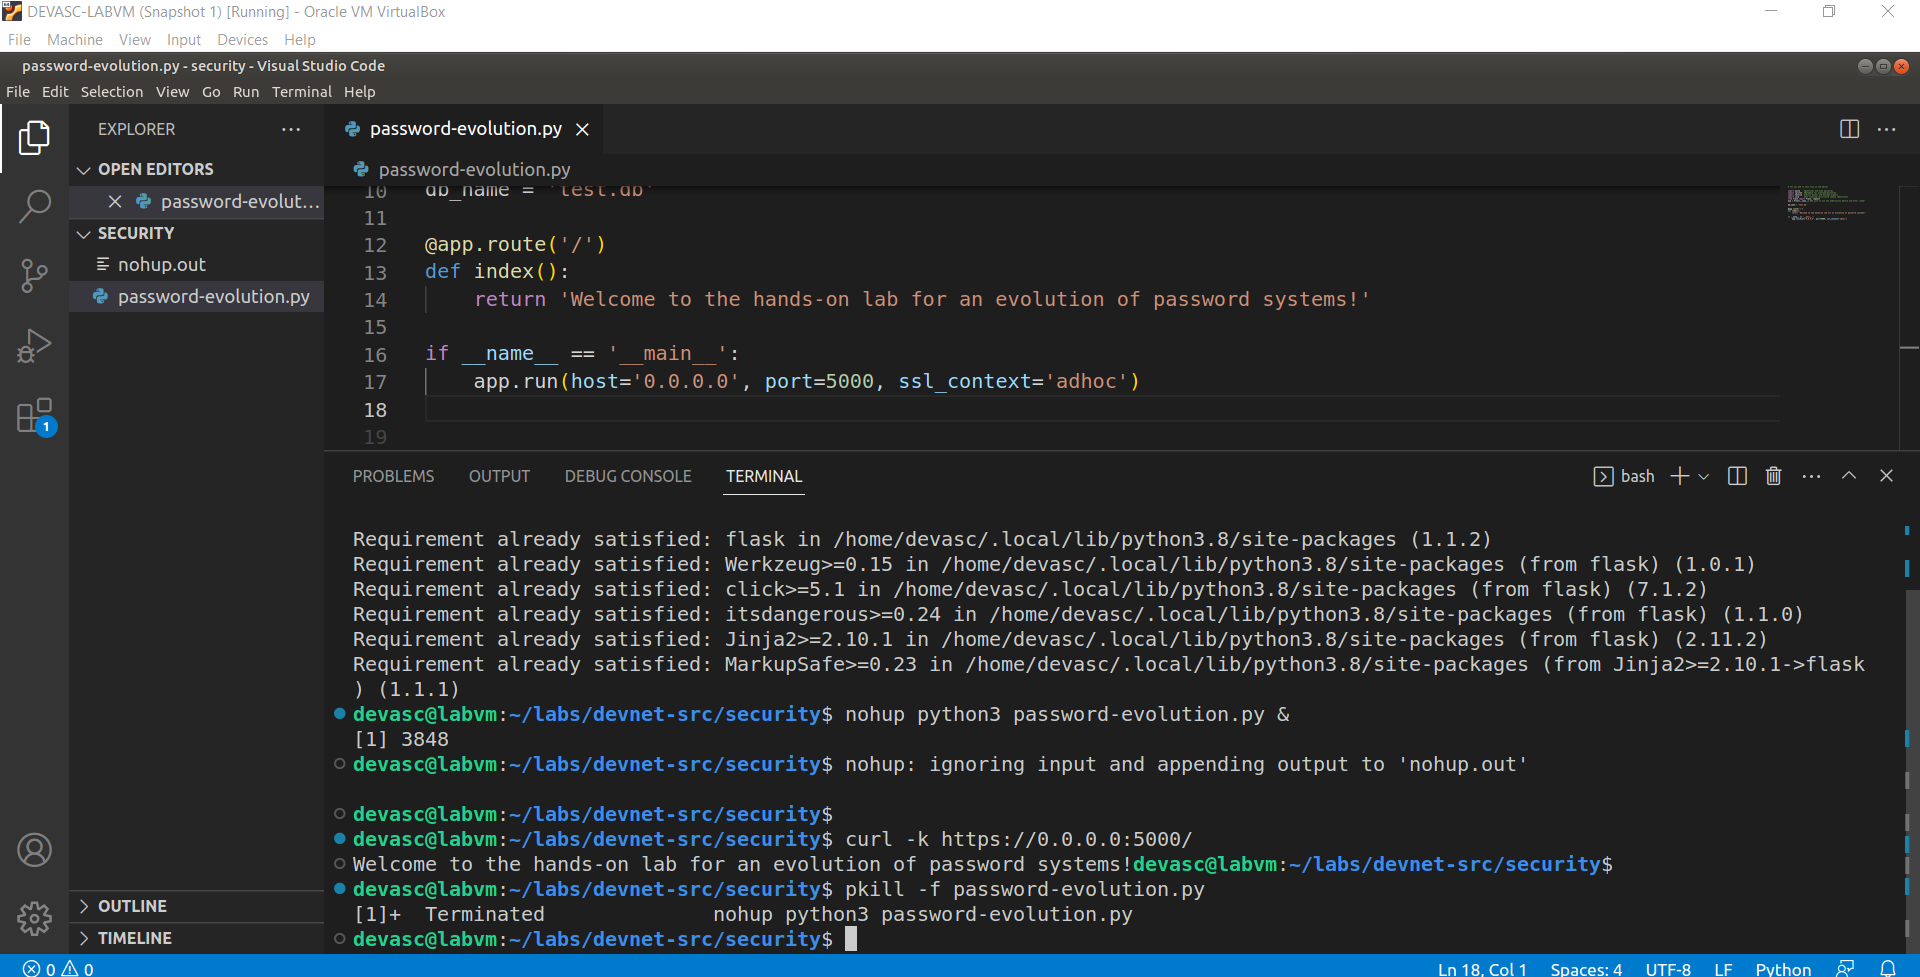 DEVASC-LABVM (Snapshot 1) [Running] - Oracle VM VirtualBox
File Machine View Input Devices Help
password-evolution.py - security - Visual Studio Code
File Edit Selection View Go Run Terminal Help
EXPLORER
OPEN EDITORS
password-evolut...
SECURITY
nohup.out
password-evolution.py
1
OUTLINE
TIMELINE
password-evolution.py
password-evolution.py
10 db_name = 'test.db'
11
12 @app.route('/')
13 def index():
14 return 'Welcome to the hands-on lab for an evolution of password systems!'
15
16 if __name__ == '__main__':
17 app.run(host='0.0.0.0', port=5000, ssl_context='adhoc')
18
19
PROBLEMS OUTPUT DEBUG CONSOLE TERMINAL
bash
Requirement already satisfied: flask in /home/devasc/.local/lib/python3.8/site-packages (1.1.2)
Requirement already satisfied: Werkzeug>=0.15 in /home/devasc/.local/lib/python3.8/site-packages (from flask) (1.0.1)
Requirement already satisfied: click>=5.1 in /home/devasc/.local/lib/python3.8/site-packages (from flask) (7.1.2)
Requirement already satisfied: itsdangerous>=0.24 in /home/devasc/.local/lib/python3.8/site-packages (from flask) (1.1.0)
Requirement already satisfied: Jinja2>=2.10.1 in /home/devasc/.local/lib/python3.8/site-packages (from flask) (2.11.2)
Requirement already satisfied: MarkupSafe>=0.23 in /home/devasc/.local/lib/python3.8/site-packages (from Jinja2>=2.10.1->flask
) (1.1.1)
devasc@labvm:~/labs/devnet-src/security$ nohup python3 password-evolution.py &
[1] 3848
devasc@labvm:~/labs/devnet-src/security$ nohup: ignoring input and appending output to 'nohup.out'
devasc@labvm:~/labs/devnet-src/security$
devasc@labvm:~/labs/devnet-src/security$ curl -k https://0.0.0.0:5000/
Welcome to the hands-on lab for an evolution of password systems!devasc@labvm:~/labs/devnet-src/security$
devasc@labvm:~/labs/devnet-src/security$ pkill -f password-evolution.py
[1]+ Terminated nohup python3 password-evolution.py
devasc@labvm:~/labs/devnet-src/security$
0 0 Ln 18, Col 1 Spaces: 4 UTF-8 LF Python